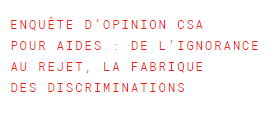 ENQUÊTE D’OPINION CSA
POUR AIDES : DE L’IGNORANCE
AU REJET, LA FABRIQUE
DES DISCRIMINATIONS